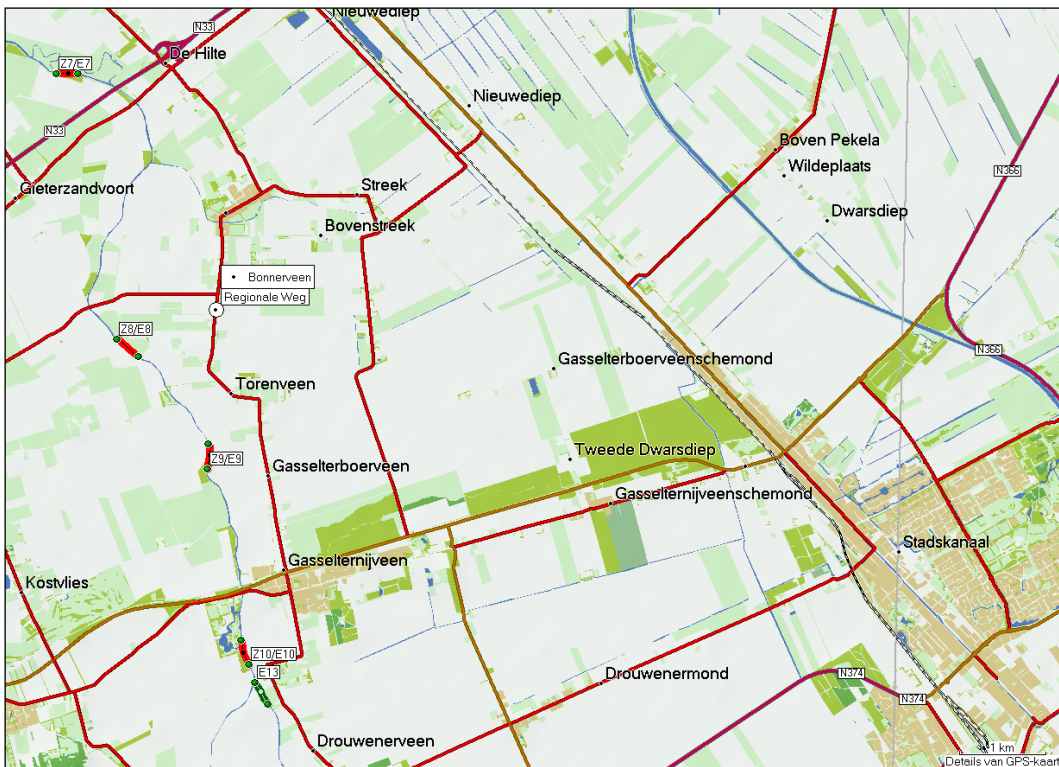 Nieuwediep
N33
De Hilte
Z7/E7
Nieuwediep
N33
Boven Pekela
Wildeplaats
N366
Gieterzandvoort
Streek
Dwarsdiep
Bovenstreek
Bonnerveen
Regionale Weg
Z8/E8
N366
Gasselterboerveenschemond
Torenveen
Tweede Dwarsdiep
Z9/E9
Gasselterboerveen
Gasselternijveenschemond
Stadskanaal
Gasselternijveen
Kostvlies
Z10/E10
E13
Drouwenermond
N374
N374
Drouwenerveen
1 km
Details van GPS-kaart